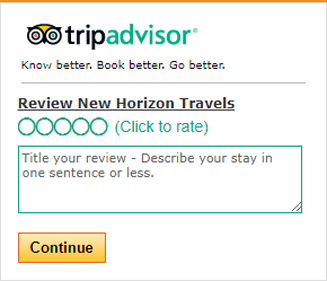 tripadvisor®
Know better. Book better. Go better.
Review New Horizon Travels
(Click to rate)
Title your review - Describe your stay in
one sentence or less.
Continue